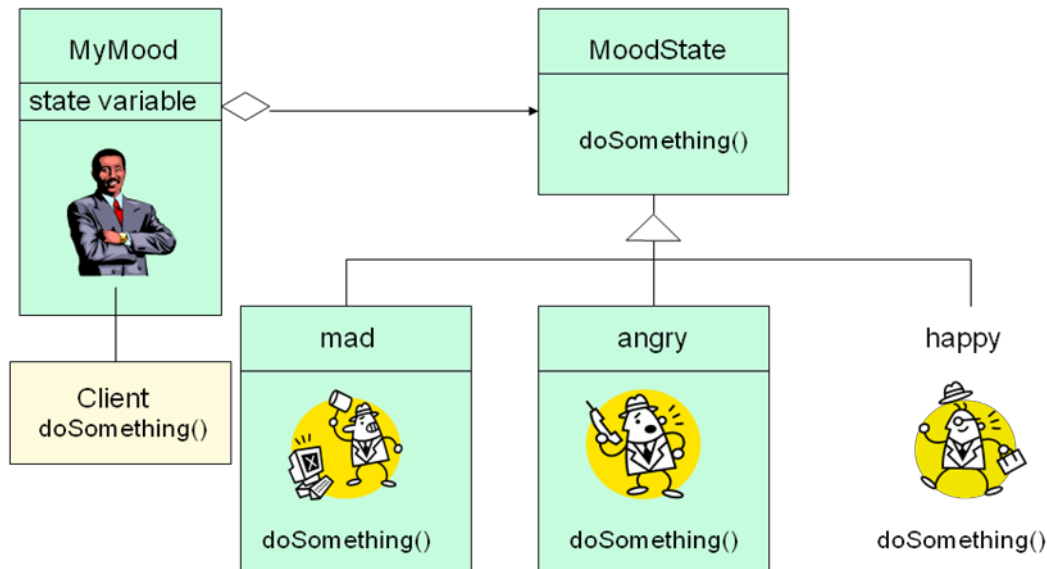 MyMood
state variable
MoodState
doSomething()
Client
doSomething()
mad
doSomething()
angry
doSomething()
happy
doSomething()